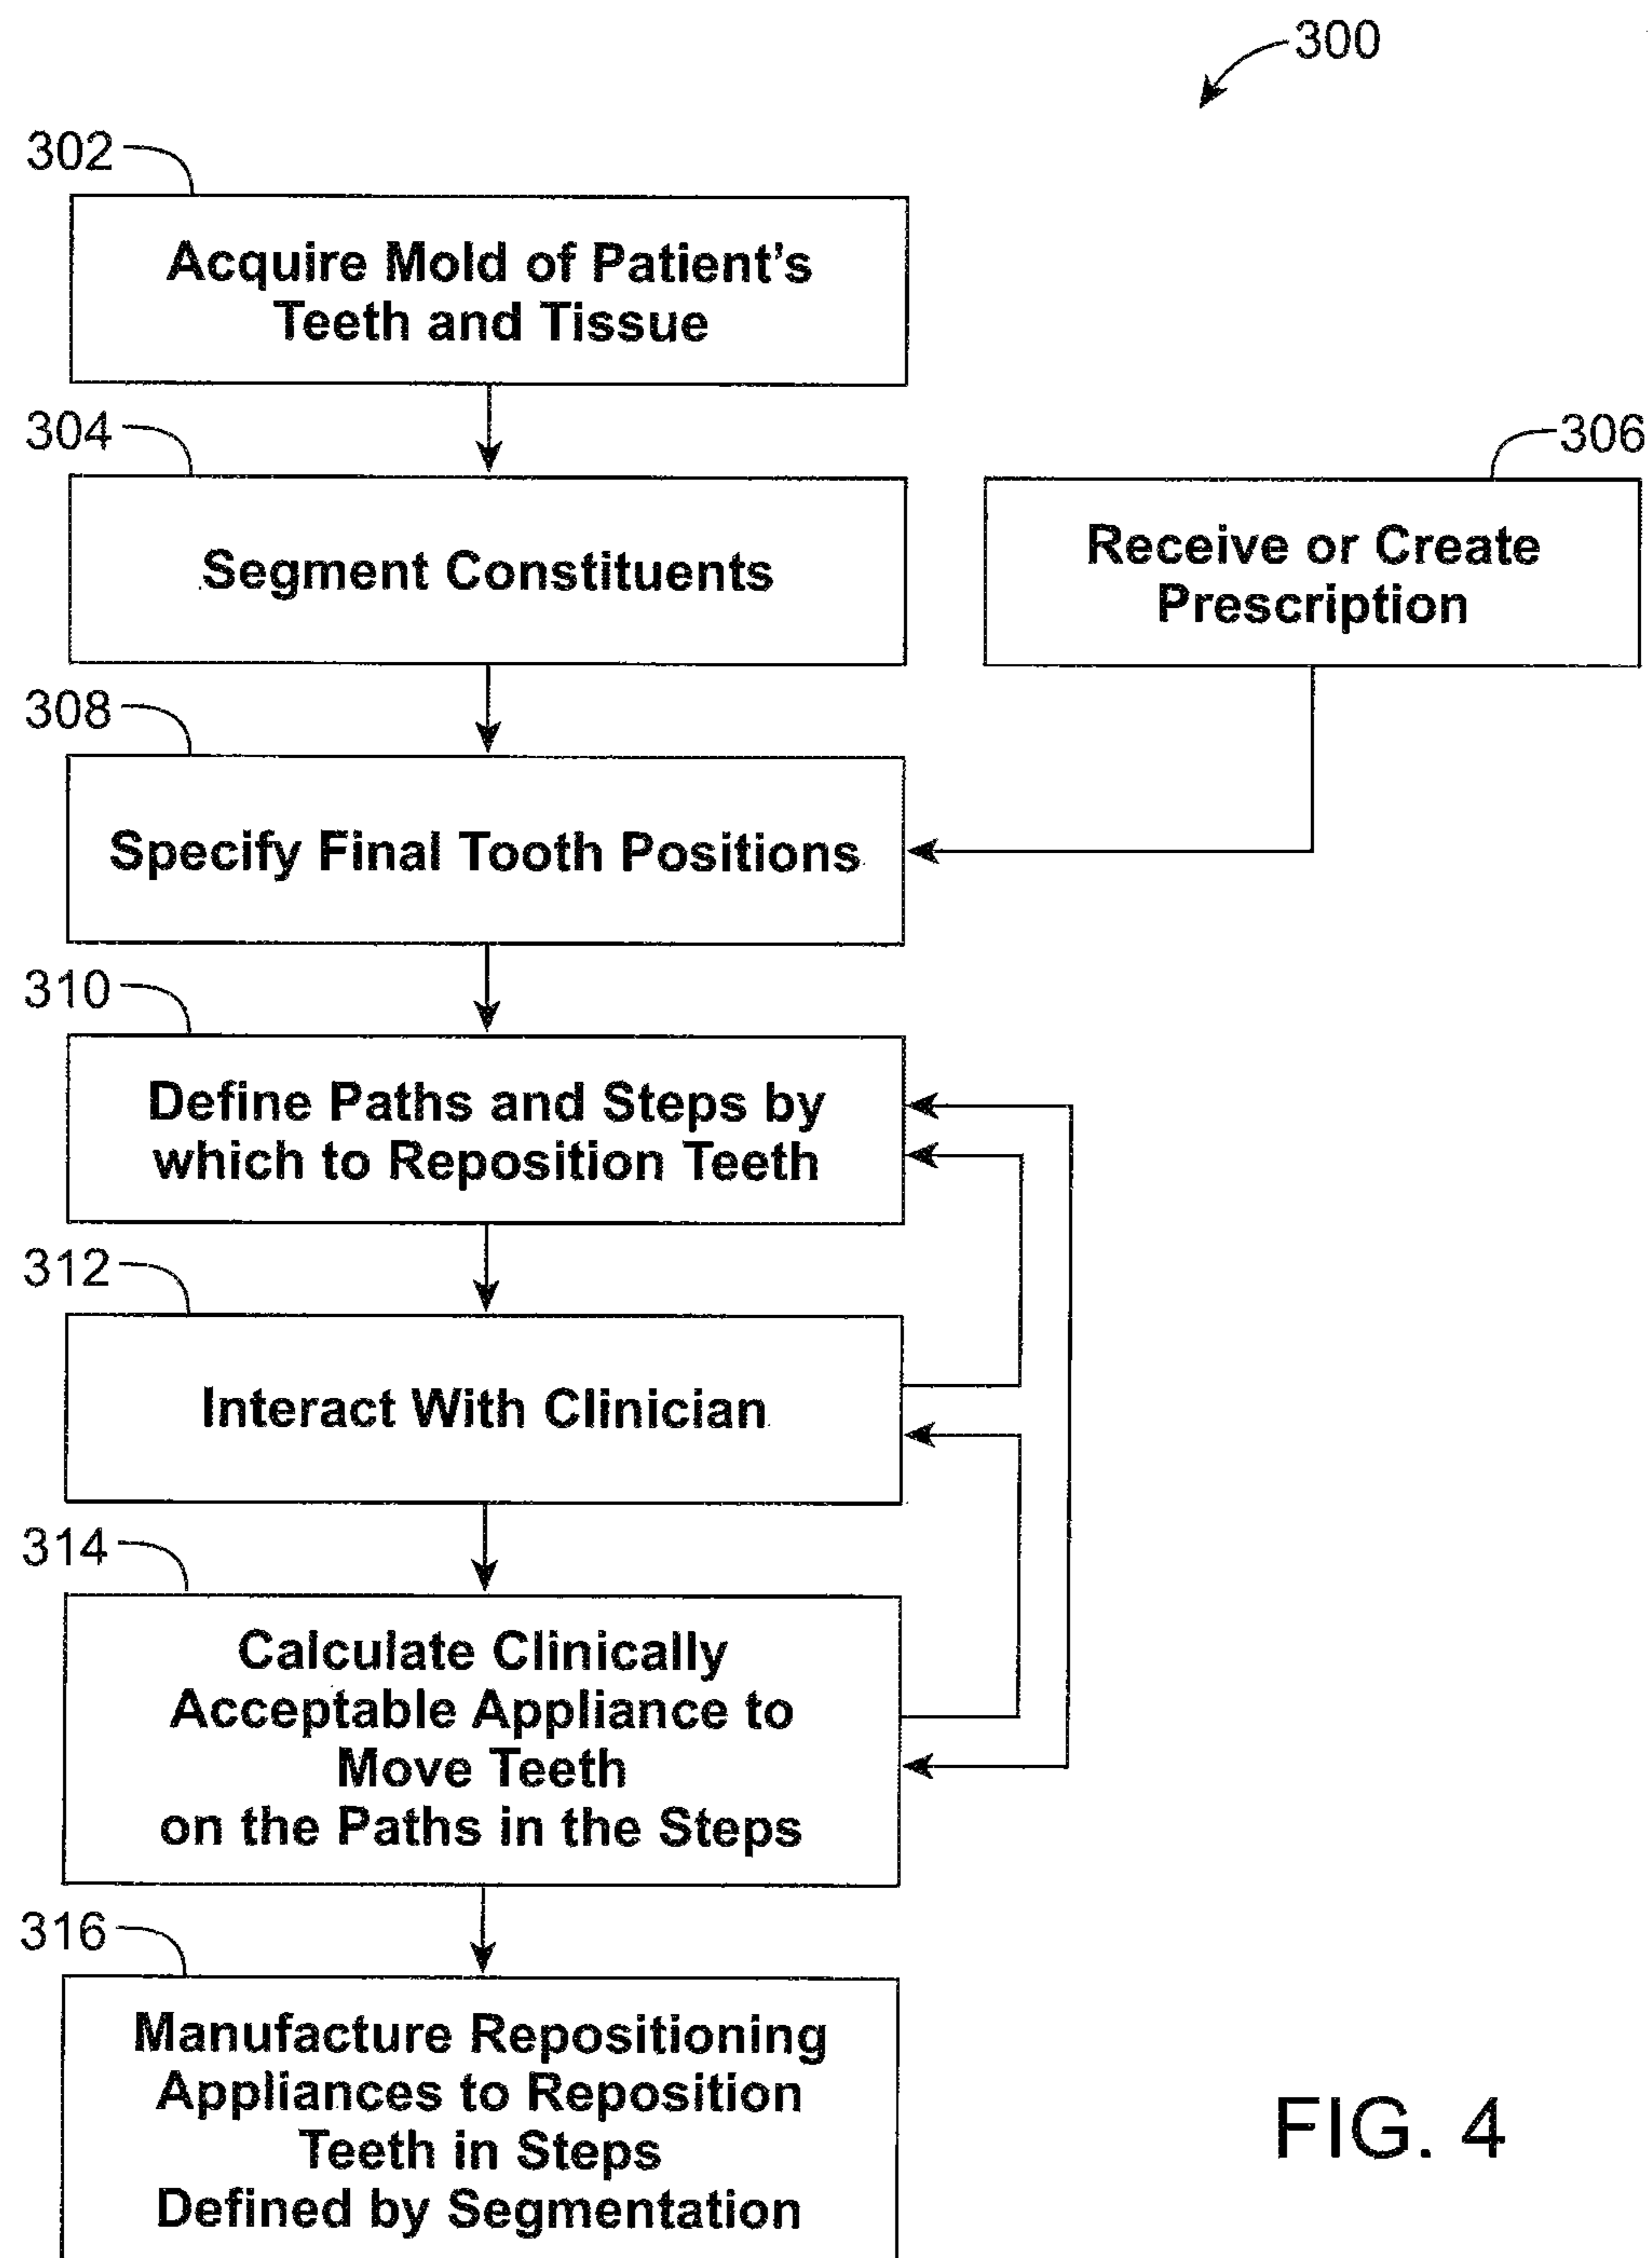 300
302
Acquire Mold of Patient's
Teeth and Tissue
304
Segment Constituents
306
Receive or Create
Prescription
308
Specify Final Tooth Positions
310
Define Paths and Steps by
which to Reposition Teeth
312
Interact With Clinician
314
Calculate Clinically
Acceptable Appliance to
Move Teeth
on the Paths in the Steps
316
Manufacture Repositioning
Appliances to Reposition
Teeth in Steps
Defined by Segmentation
FIG. 4